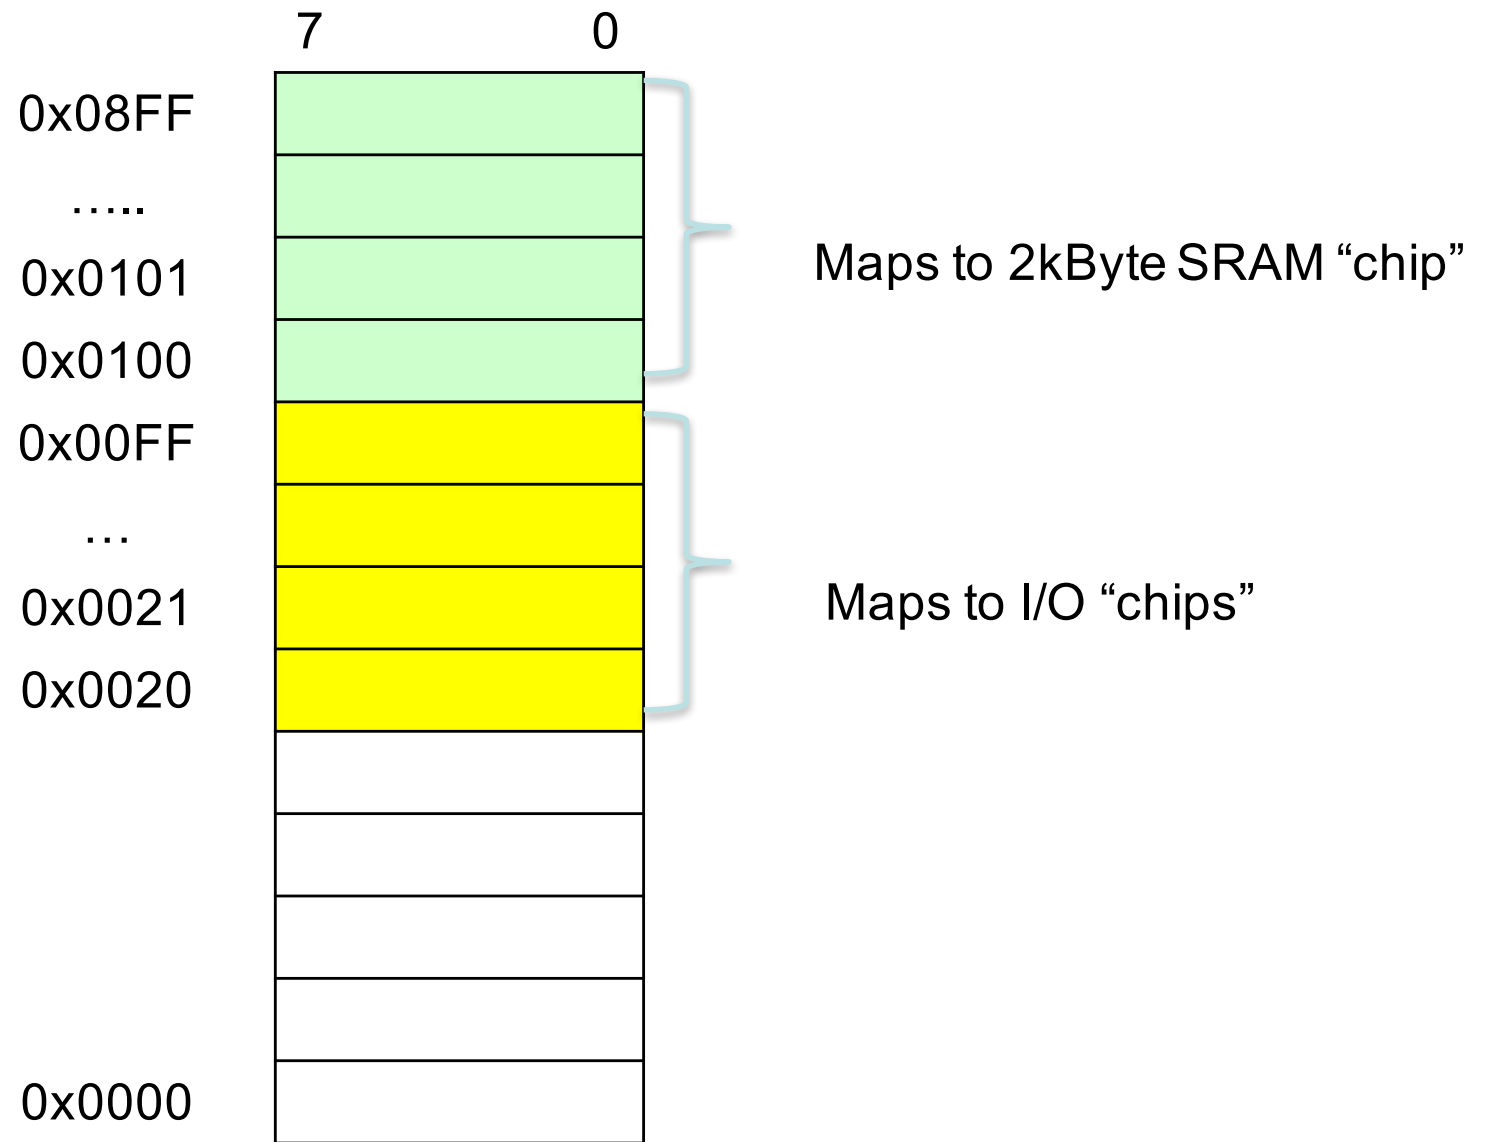 7 0
0x08FF
.....
0x0101
0x0100
Maps to 2kByte SRAM “chip”
0x00FF
...
0x0021
0x0020
Maps to I/O “chips”
0x0000